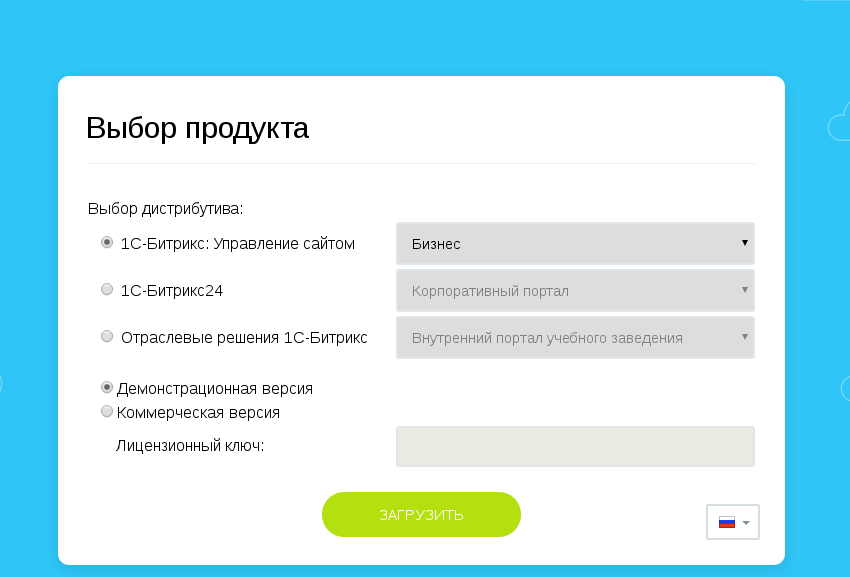 Выбор продукта
Выбор дистрибутива:
1С-Битрикс: Управление сайтом Бизнес
1С-Битрикс24 Корпоративный портал
Отраслевые решения 1С-Битрикс Внутренний портал учебного заведения
Демонстрационная версия
Коммерческая версия
Лицензионный ключ:
ЗАГРУЗИТЬ